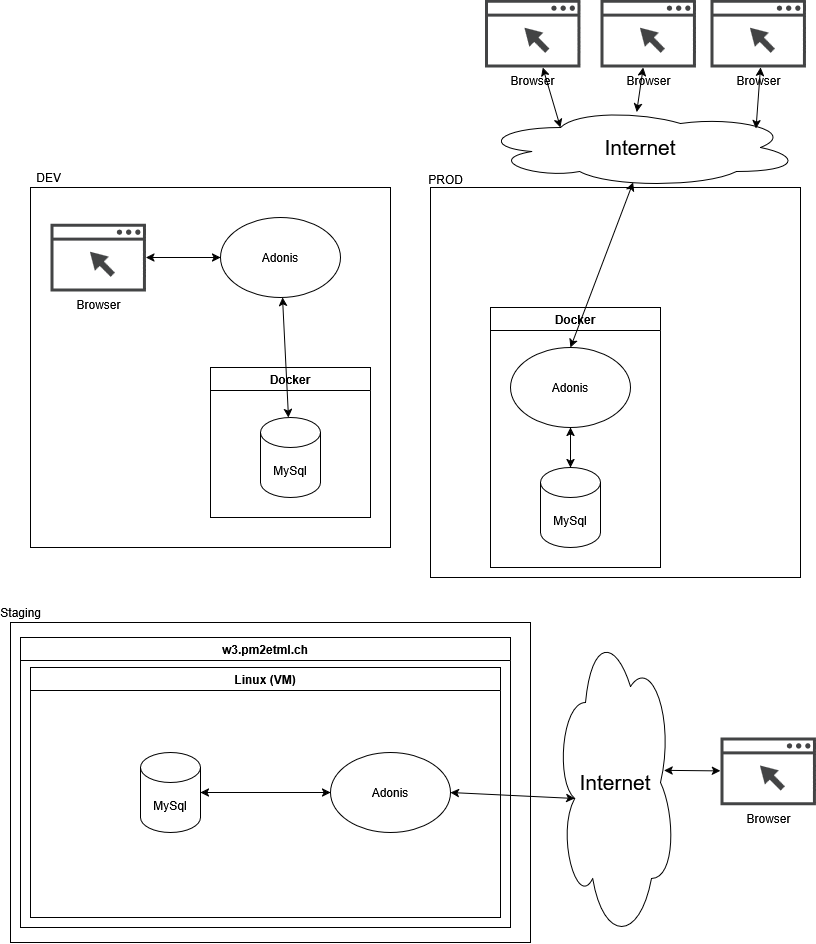 Browser
Browser
Browser
Internet
DEV
PROD
Browser
Adonis
Docker
MySql
Docker
Adonis
MySql
Staging
w3.pm2etml.ch
Linux (VM)
MySql
Adonis
Internet
Browser